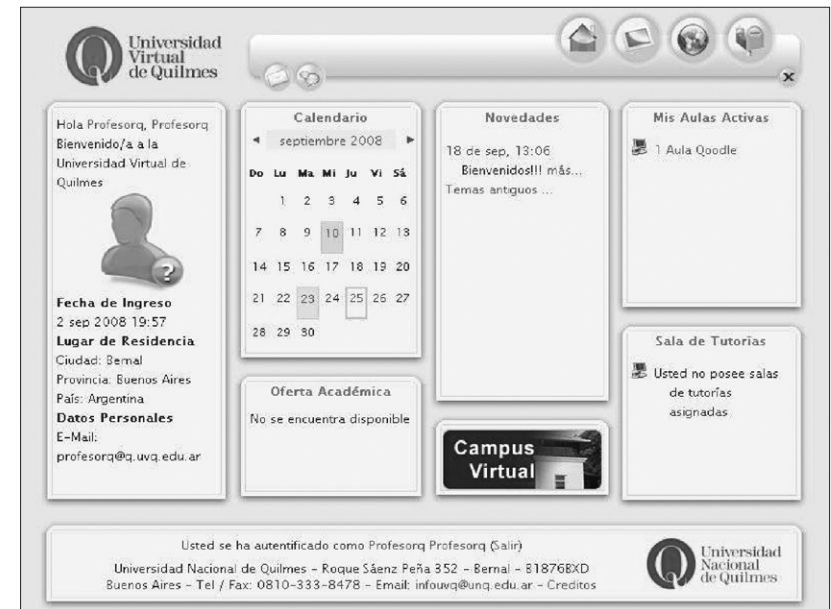 Universidad
Virtual
de Quilmes
Hola Profesorq, Profesorq
Bienvenido/a a la
Universidad Virtual de
Quilmes
?
Fecha de Ingreso
2 sep 2008 19:57
Lugar de Residencia
Ciudad: Bernal
Provincia: Buenos Aires
País: Argentina
Datos Personales
E-Mail:
profesorq@q.uvq.edu.ar
Calendario
◄ septiembre 2008 ►
Do Lu Ma Mi Ju Vi Sá
1 2 3 4 5 6
7 8 9 10 11 12 13
14 15 16 17 18 19 20
21 22 23 24 25 26 27
28 29 30
Oferta Académica
No se encuentra disponible
Novedades
18 de sep, 13:06
Bienvenidos!!! más...
Temas antiguos ...
Campus
Virtual
Mis Aulas Activas
1 Aula Qoodle
Sala de Tutorías
Usted no posee salas
de tutorías
asignadas
Usted se ha autentificado como Profesorq Profesorq (Salir)
Universidad Nacional de Quilmes - Roque Sáenz Peña 352 - Bernal - B1876BXD
Buenos Aires - Tel / Fax: 0810-333-8478 - Email: infouvq@unq.edu.ar - Creditos
Universidad
Nacional
de Quilmes